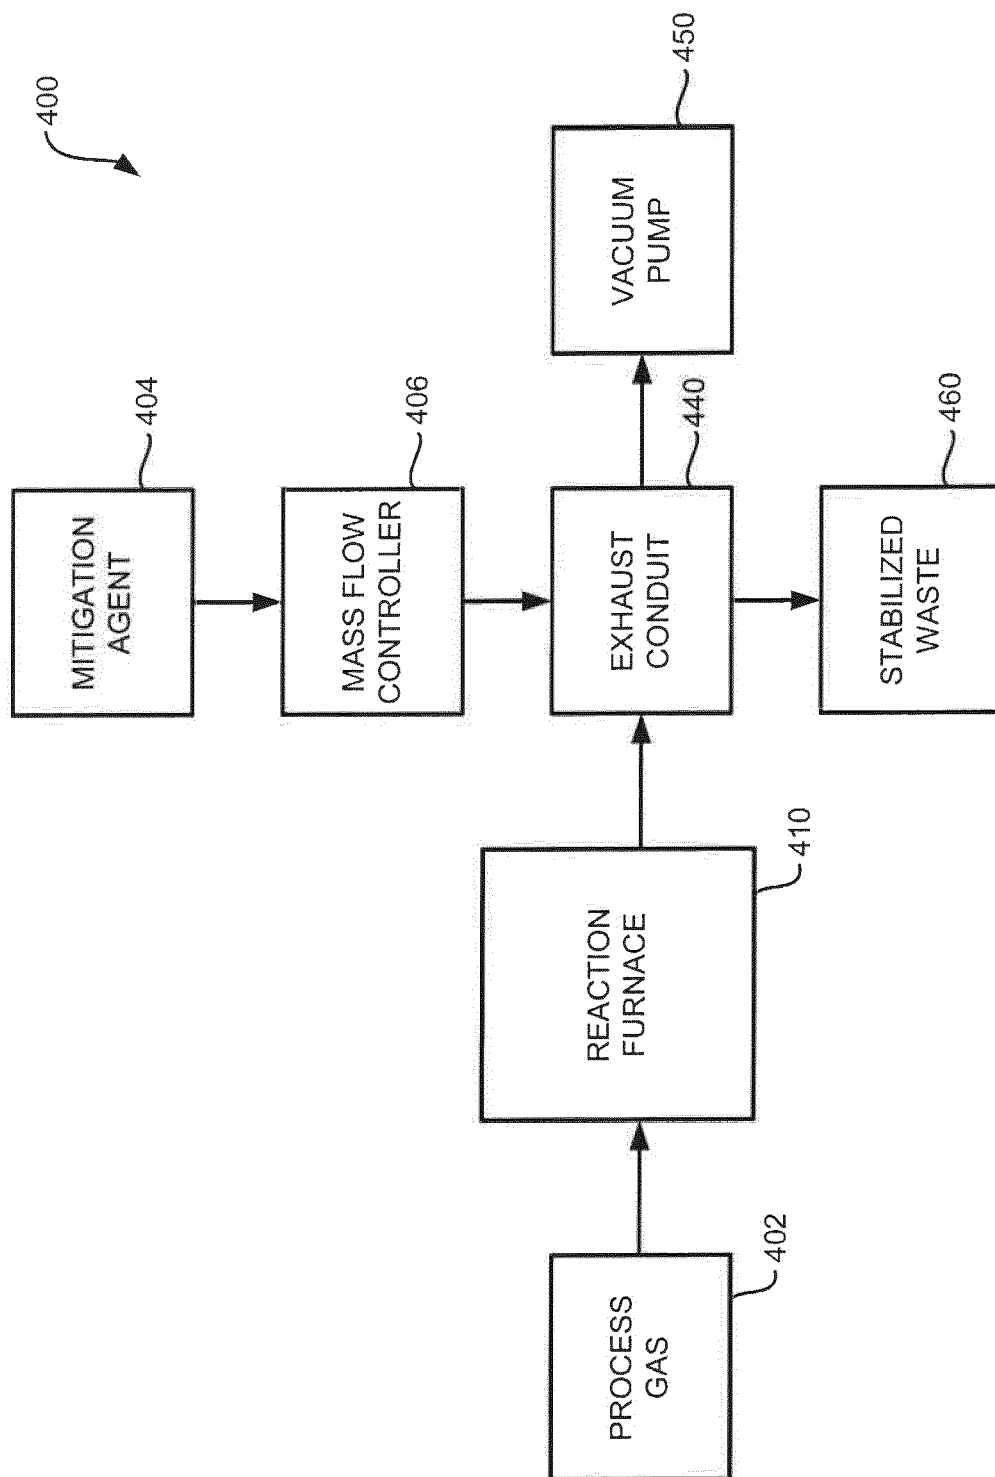 400
MITIGATION
AGENT
404
MASS FLOW
CONTROLLER
406
PROCESS
GAS
402
REACTION
FURNACE
410
EXHAUST
CONDUIT
440
VACUUM
PUMP
450
STABILIZED
WASTE
460